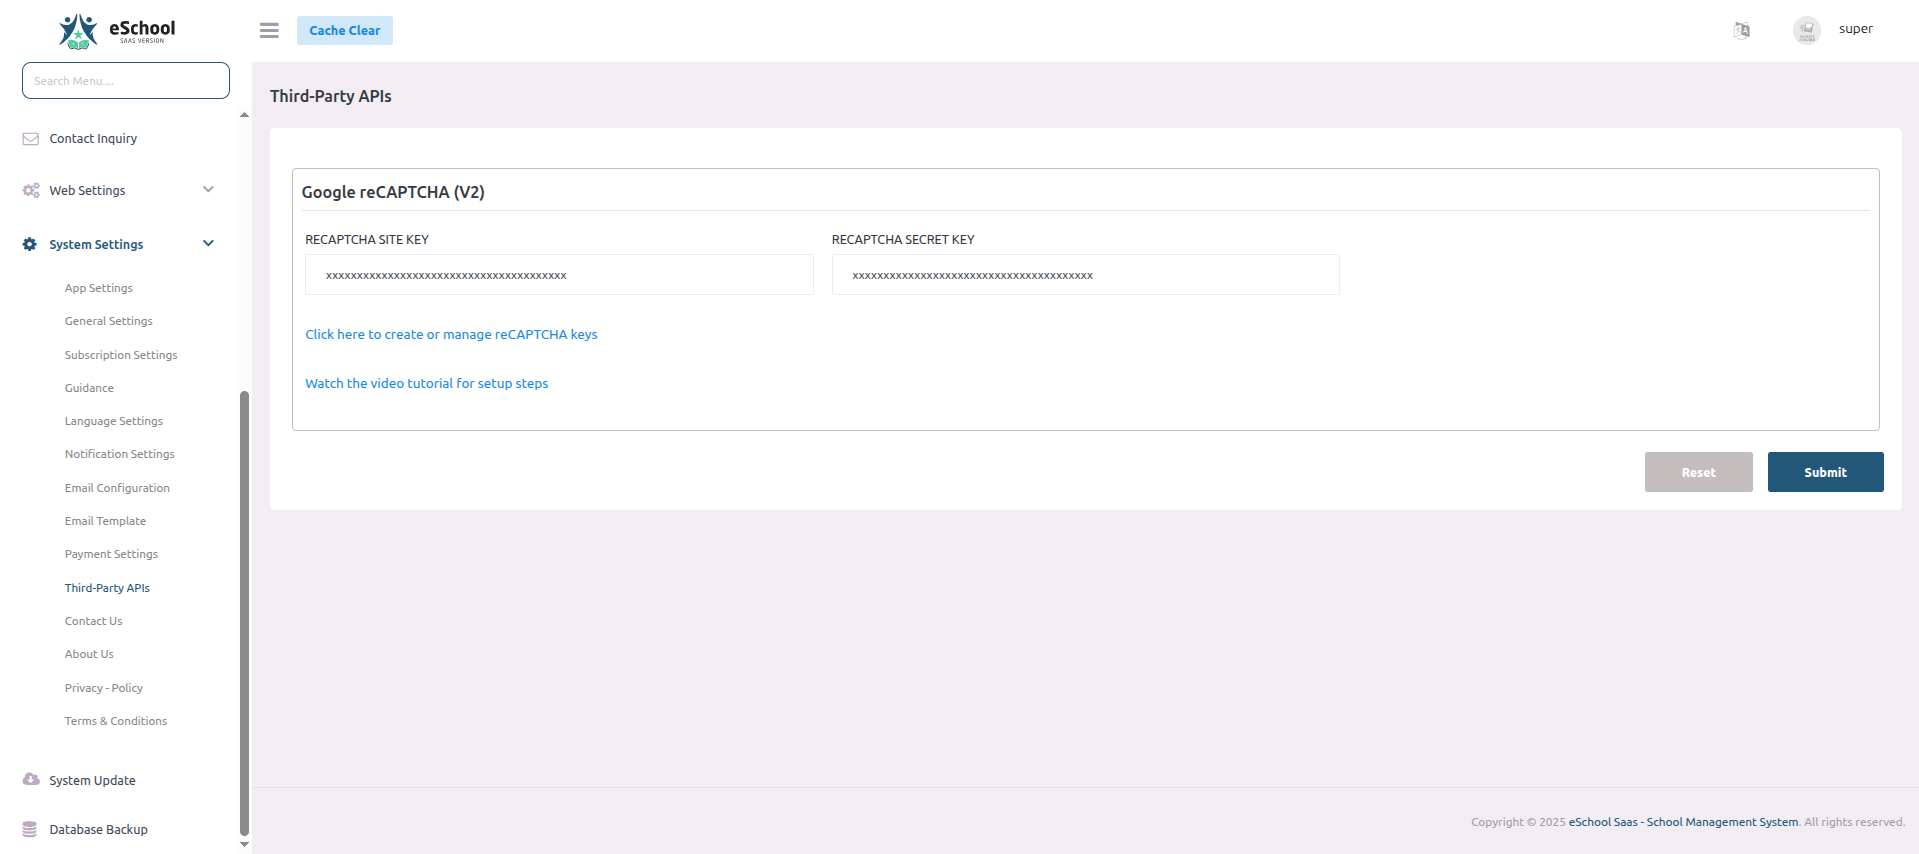 eSchool
SAAS VERSION
Cache Clear
super
Search Menu....
Contact Inquiry
Web Settings
System Settings
App Settings
General Settings
Subscription Settings
Guidance
Language Settings
Notification Settings
Email Configuration
Email Template
Payment Settings
Third-Party APIs
Contact Us
About Us
Privacy - Policy
Terms & Conditions
System Update
Database Backup
Third-Party APIs
Google reCAPTCHA (V2)
RECAPTCHA SITE KEY
RECAPTCHA SECRET KEY
xxxxxxxxxxxxxxxxxxxxxxxxxxxxxxxxxxxxxxx
xxxxxxxxxxxxxxxxxxxxxxxxxxxxxxxxxxxxxxx
Click here to create or manage reCAPTCHA keys
Watch the video tutorial for setup steps
Reset
Submit
Copyright © 2025 eSchool Saas - School Management System. All rights reserved.